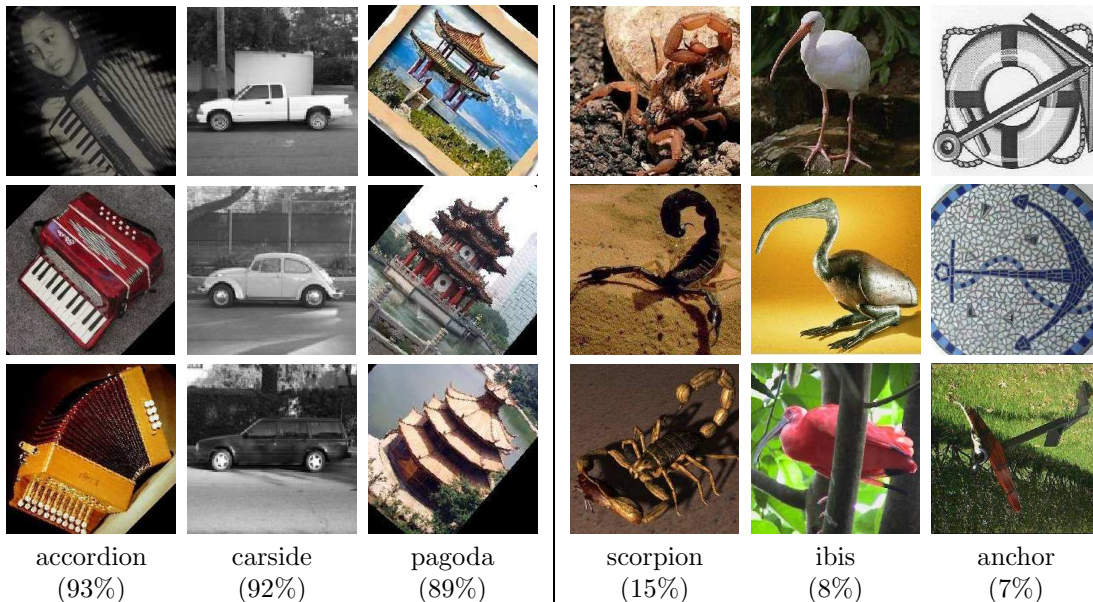 accordion
(93%)
carside
(92%)
pagoda
(89%)
scorpion
(15%)
ibis
(8%)
anchor
(7%)